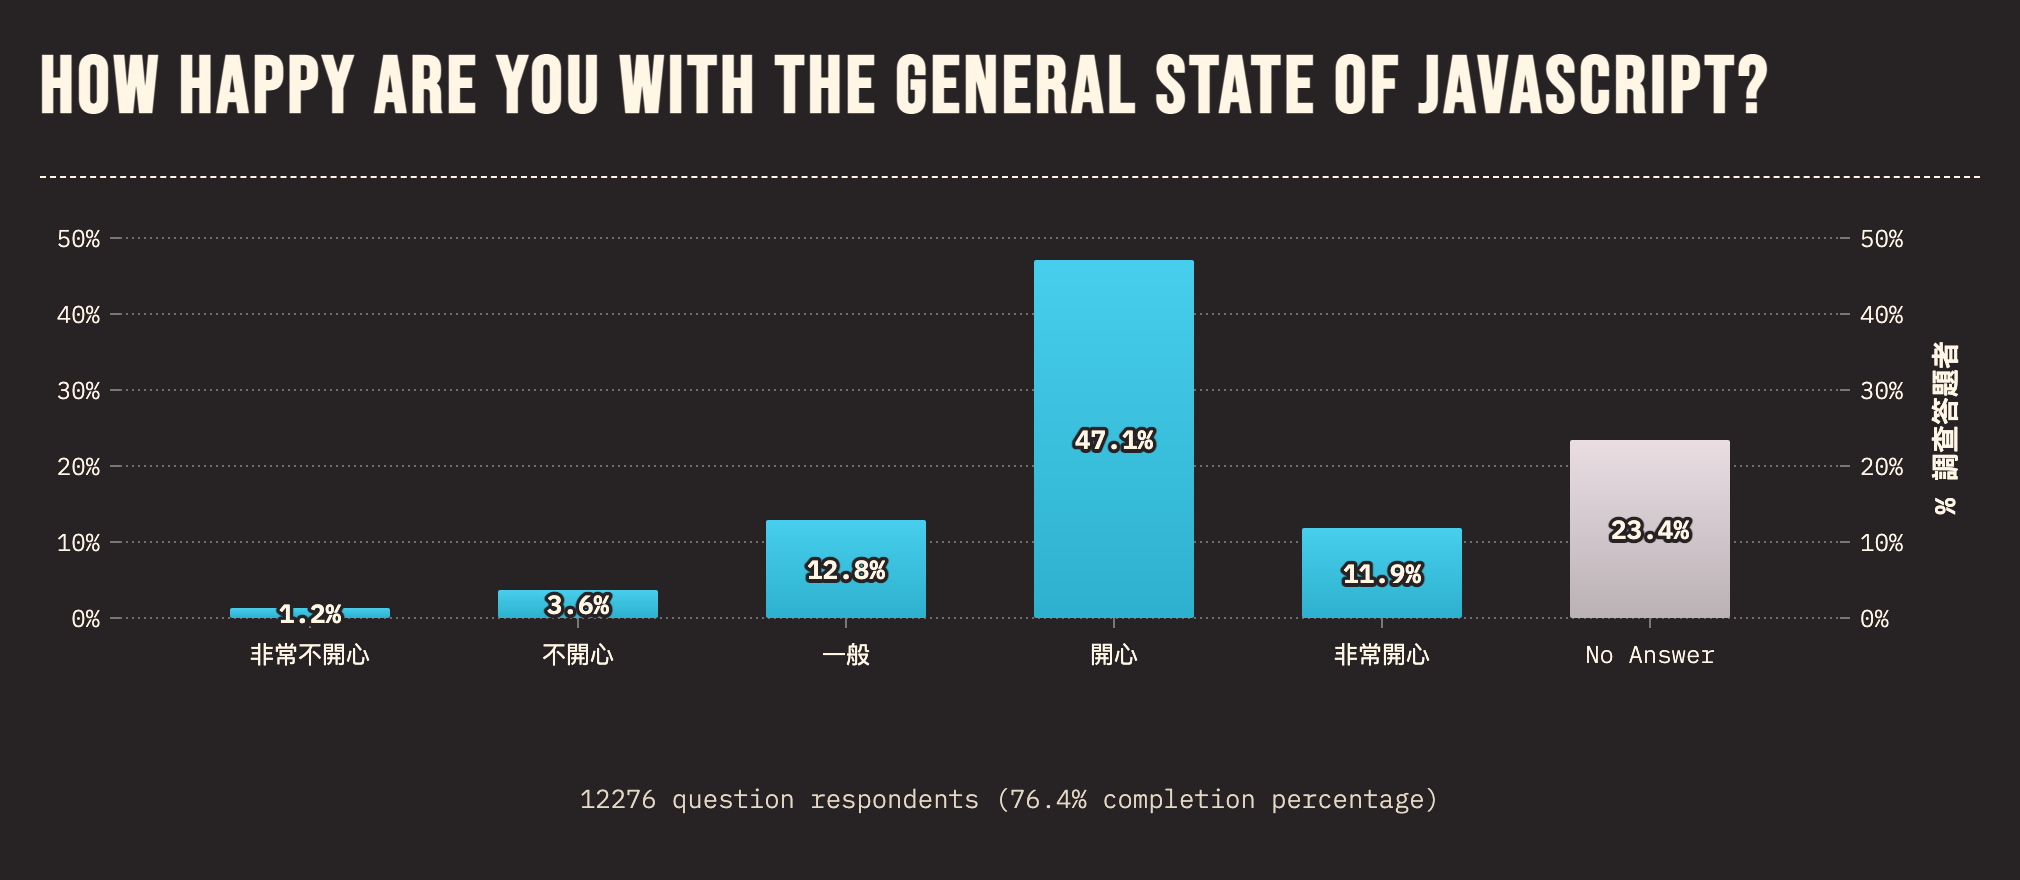 HOW HAPPY ARE YOU WITH THE GENERAL STATE OF JAVASCRIPT?
50%
40%
30%
20%
10%
0%
50%
40%
30%
20%
10%
0%
% 調查答題者
1.2%
3.6%
12.8%
47.1%
11.9%
23.4%
非常不開心
不開心
一般
開心
非常開心
No Answer
12276 question respondents (76.4% completion percentage)